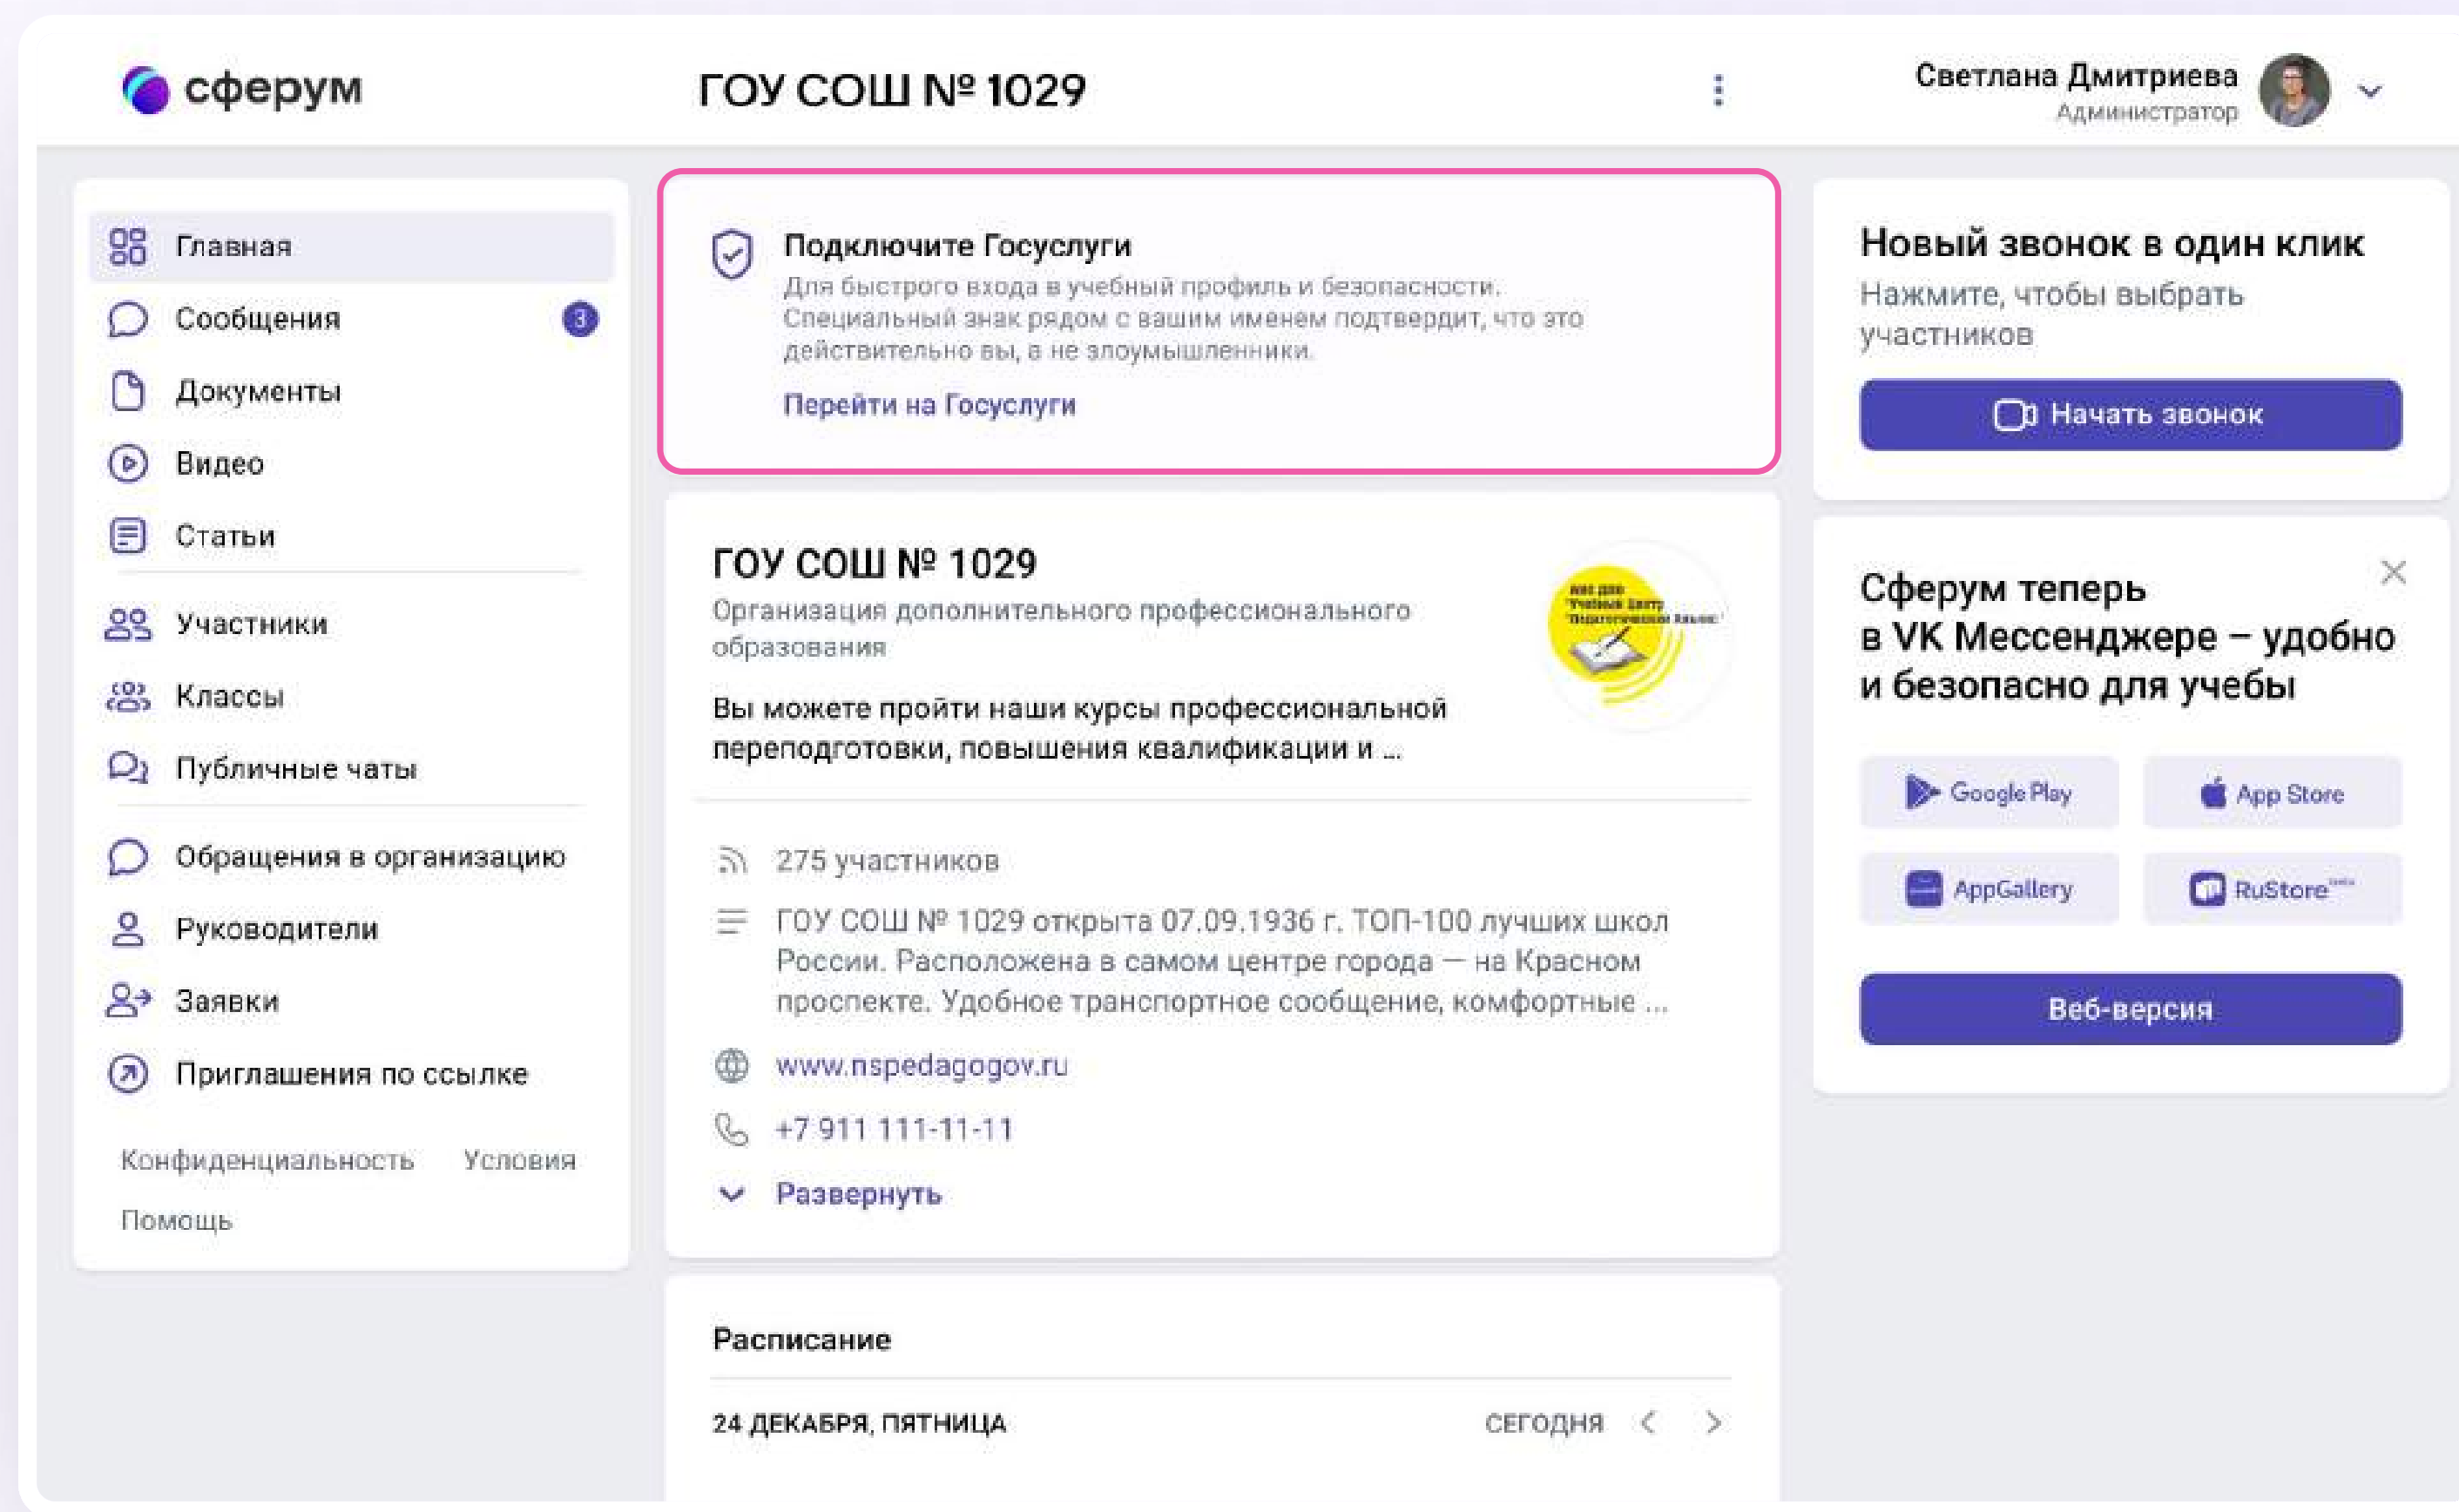 сферум
ГОУ СОШ № 1029
Светлана Дмитриева
Администратор
Главная
Сообщения
3
Документы
Видео
Статьи
Участники
Классы
Публичные чаты
Обращения в организацию
Руководители
Заявки
Приглашения по ссылке
Конфиденциальность Условия
Помощь
Подключите Госуслуги
Для быстрого входа в учебный профиль и безопасности.
Специальный знак рядом с вашим именем подтвердит, что это
действительно вы, а не злоумышленники.
Перейти на Госуслуги
ГОУ СОШ № 1029
Организация дополнительного профессионального
образования
Вы можете пройти наши курсы профессиональной
переподготовки, повышения квалификации и ...
АНО ДПО
"Учебный Центр
"Педагогический Альянс"
275 участников
ГОУ СОШ № 1029 открыта 07.09.1936 г. ТОП-100 лучших школ
России. Расположена в самом центре города — на Красном
проспекте. Удобное транспортное сообщение, комфортные ...
www.nspedagogov.ru
+7 911 111-11-11
Развернуть
Расписание
24 ДЕКАБРЯ, ПЯТНИЦА
СЕГОДНЯ
Новый звонок в один клик
Нажмите, чтобы выбрать
участников
Начать звонок
Сферум теперь
в VK Мессенджере – удобно
и безопасно для учебы
Google Play
App Store
AppGallery
RuStore
Веб-версия